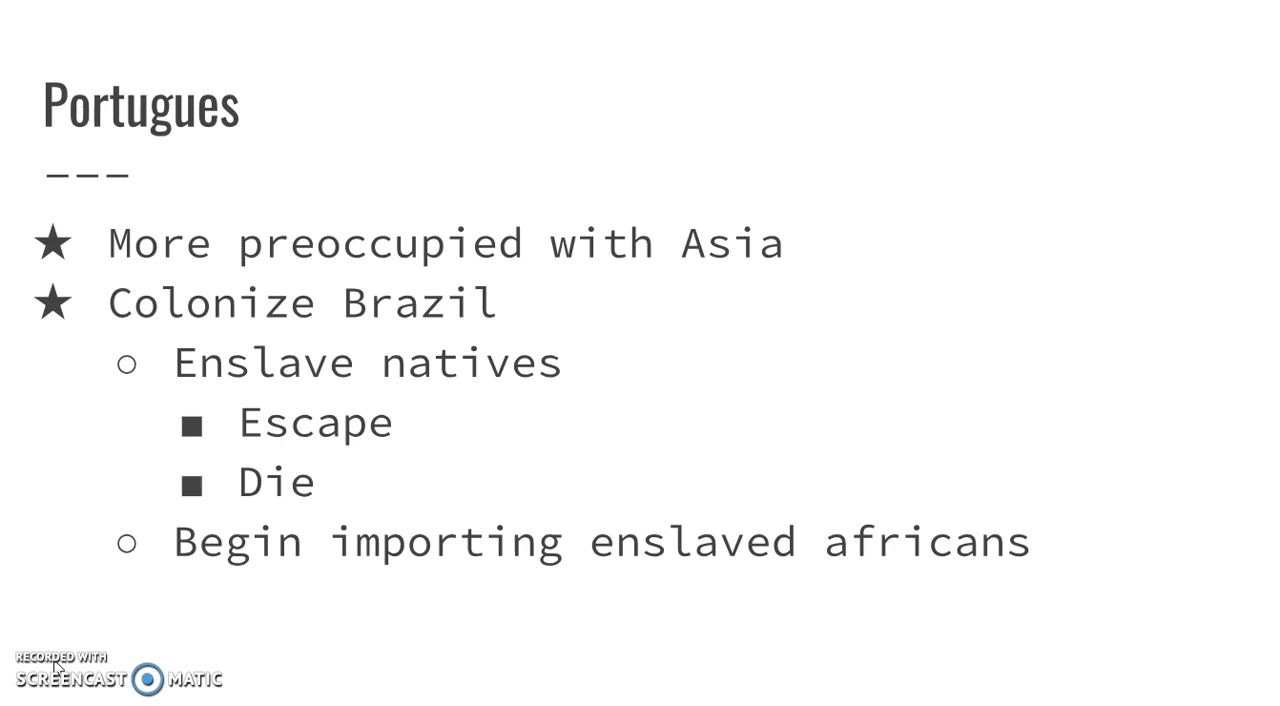 Portugues
---
★ More preoccupied with Asia
★ Colonize Brazil
○ Enslave natives
■ Escape
■ Die
○ Begin importing enslaved africans
RECORDED WITH
SCREENCAST MATIC